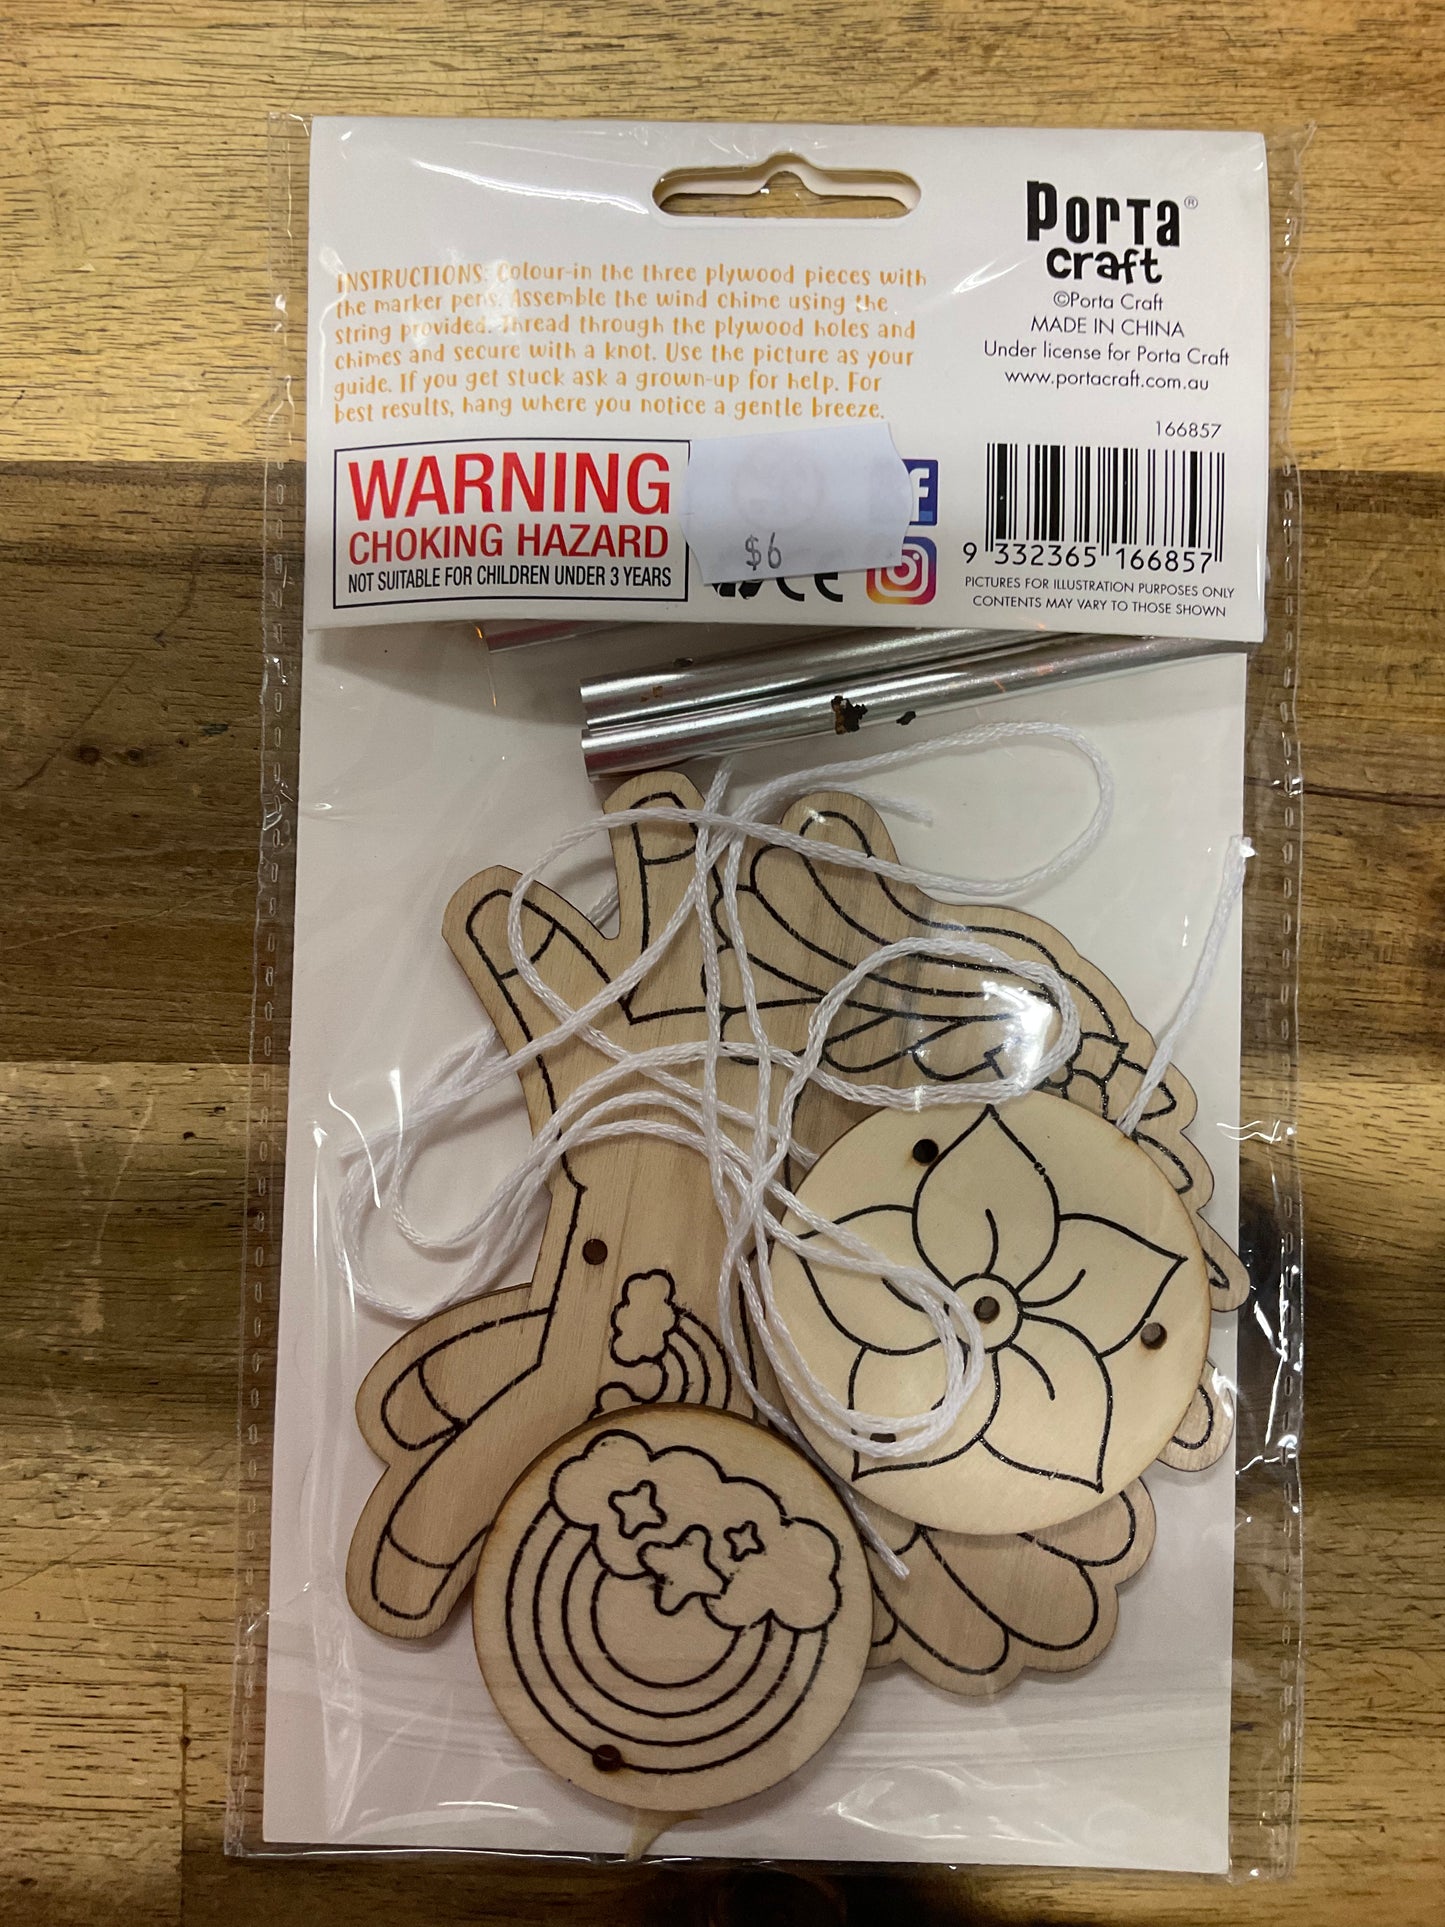 PORTA®
craft
©Porta Craft
MADE IN CHINA
Under license for Porta Craft
www.portacraft.com.au
INSTRUCTIONS: Colour-in the three plywood pieces with
the marker pens. Assemble the wind chime using the
string provided. Thread through the plywood holes and
chimes and secure with a knot. Use the picture as your
guide. If you get stuck ask a grown-up for help. For
best results, hang where you notice a gentle breeze.
WARNING
CHOKING HAZARD
NOT SUITABLE FOR CHILDREN UNDER 3 YEARS
$6
f
CE
166857
9 332365 166857
PICTURES FOR ILLUSTRATION PURPOSES ONLY
CONTENTS MAY VARY TO THOSE SHOWN